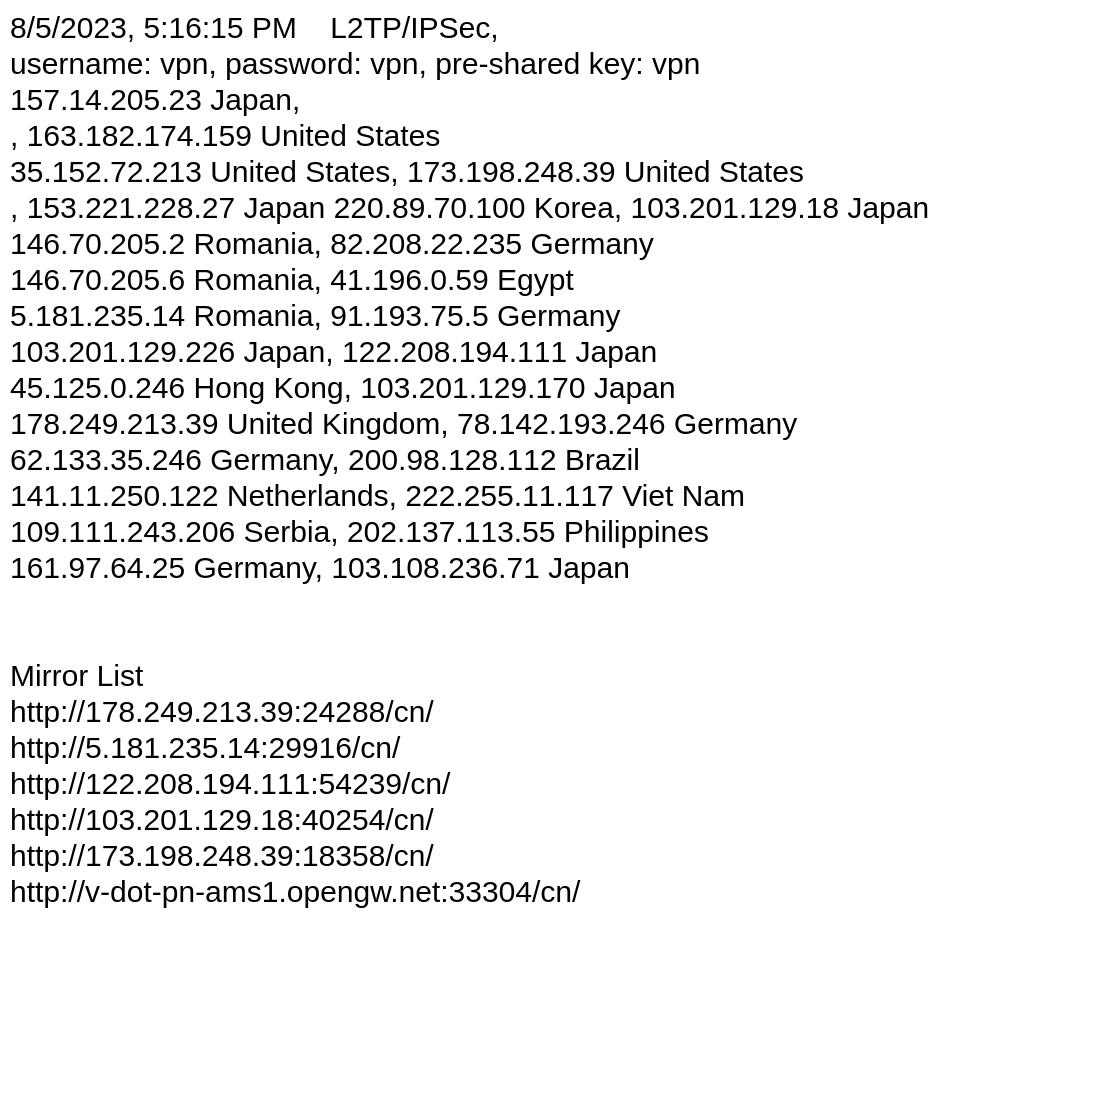 8/5/2023, 5:16:15 PM    L2TP/IPSec,
username: vpn, password: vpn, pre-shared key: vpn
157.14.205.23 Japan,
, 163.182.174.159 United States
35.152.72.213 United States, 173.198.248.39 United States
, 153.221.228.27 Japan 220.89.70.100 Korea, 103.201.129.18 Japan
146.70.205.2 Romania, 82.208.22.235 Germany
146.70.205.6 Romania, 41.196.0.59 Egypt
5.181.235.14 Romania, 91.193.75.5 Germany
103.201.129.226 Japan, 122.208.194.111 Japan
45.125.0.246 Hong Kong, 103.201.129.170 Japan
178.249.213.39 United Kingdom, 78.142.193.246 Germany
62.133.35.246 Germany, 200.98.128.112 Brazil
141.11.250.122 Netherlands, 222.255.11.117 Viet Nam
109.111.243.206 Serbia, 202.137.113.55 Philippines
161.97.64.25 Germany, 103.108.236.71 Japan
Mirror List
http://178.249.213.39:24288/cn/
http://5.181.235.14:29916/cn/
http://122.208.194.111:54239/cn/
http://103.201.129.18:40254/cn/
http://173.198.248.39:18358/cn/
http://v-dot-pn-ams1.opengw.net:33304/cn/